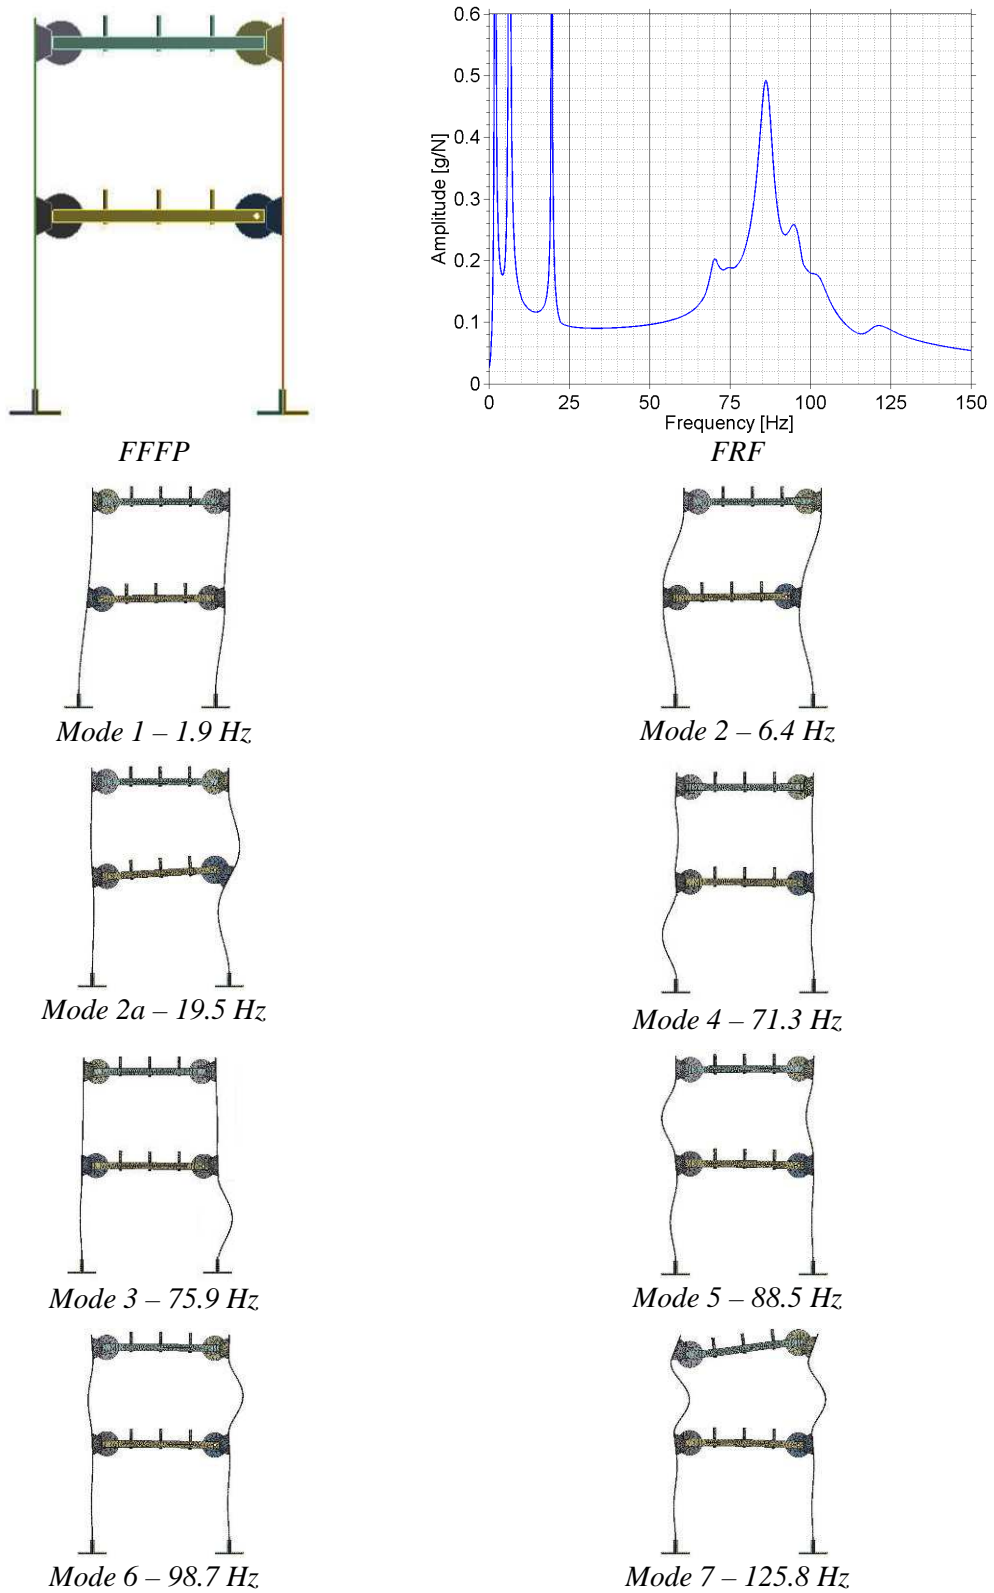 0.6
0.5
0.4
0.3
0.2
0.1
0
Amplitude [g/N]
0 25 50 75 100 125 150
Frequency [Hz]
FFFP FRF
Mode 1 – 1.9 Hz Mode 2 – 6.4 Hz
Mode 2a – 19.5 Hz Mode 4 – 71.3 Hz
Mode 3 – 75.9 Hz Mode 5 – 88.5 Hz
Mode 6 – 98.7 Hz Mode 7 – 125.8 Hz